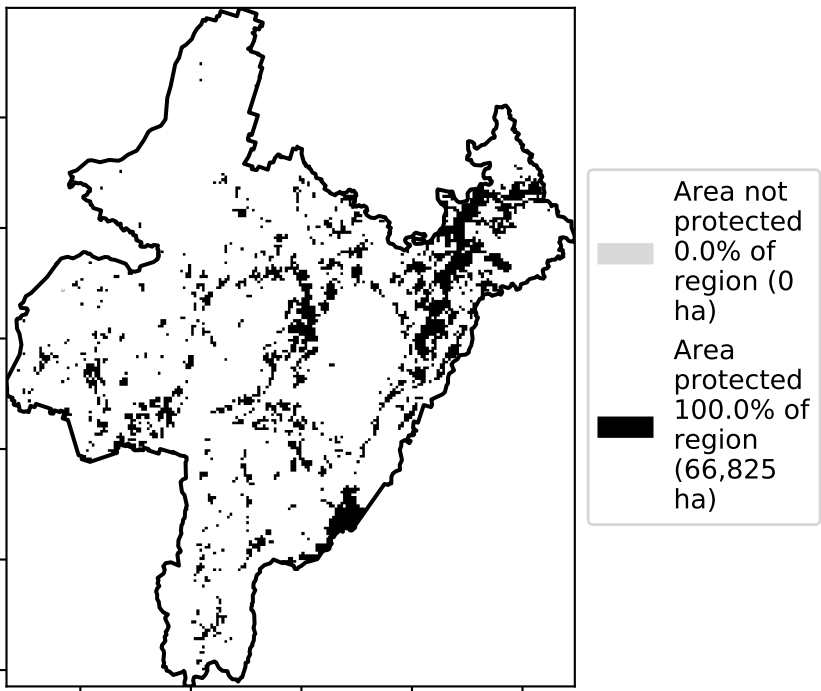 Area not
protected
0.0% of
region (0
ha)
Area
protected
100.0% of
region
(66,825
ha)